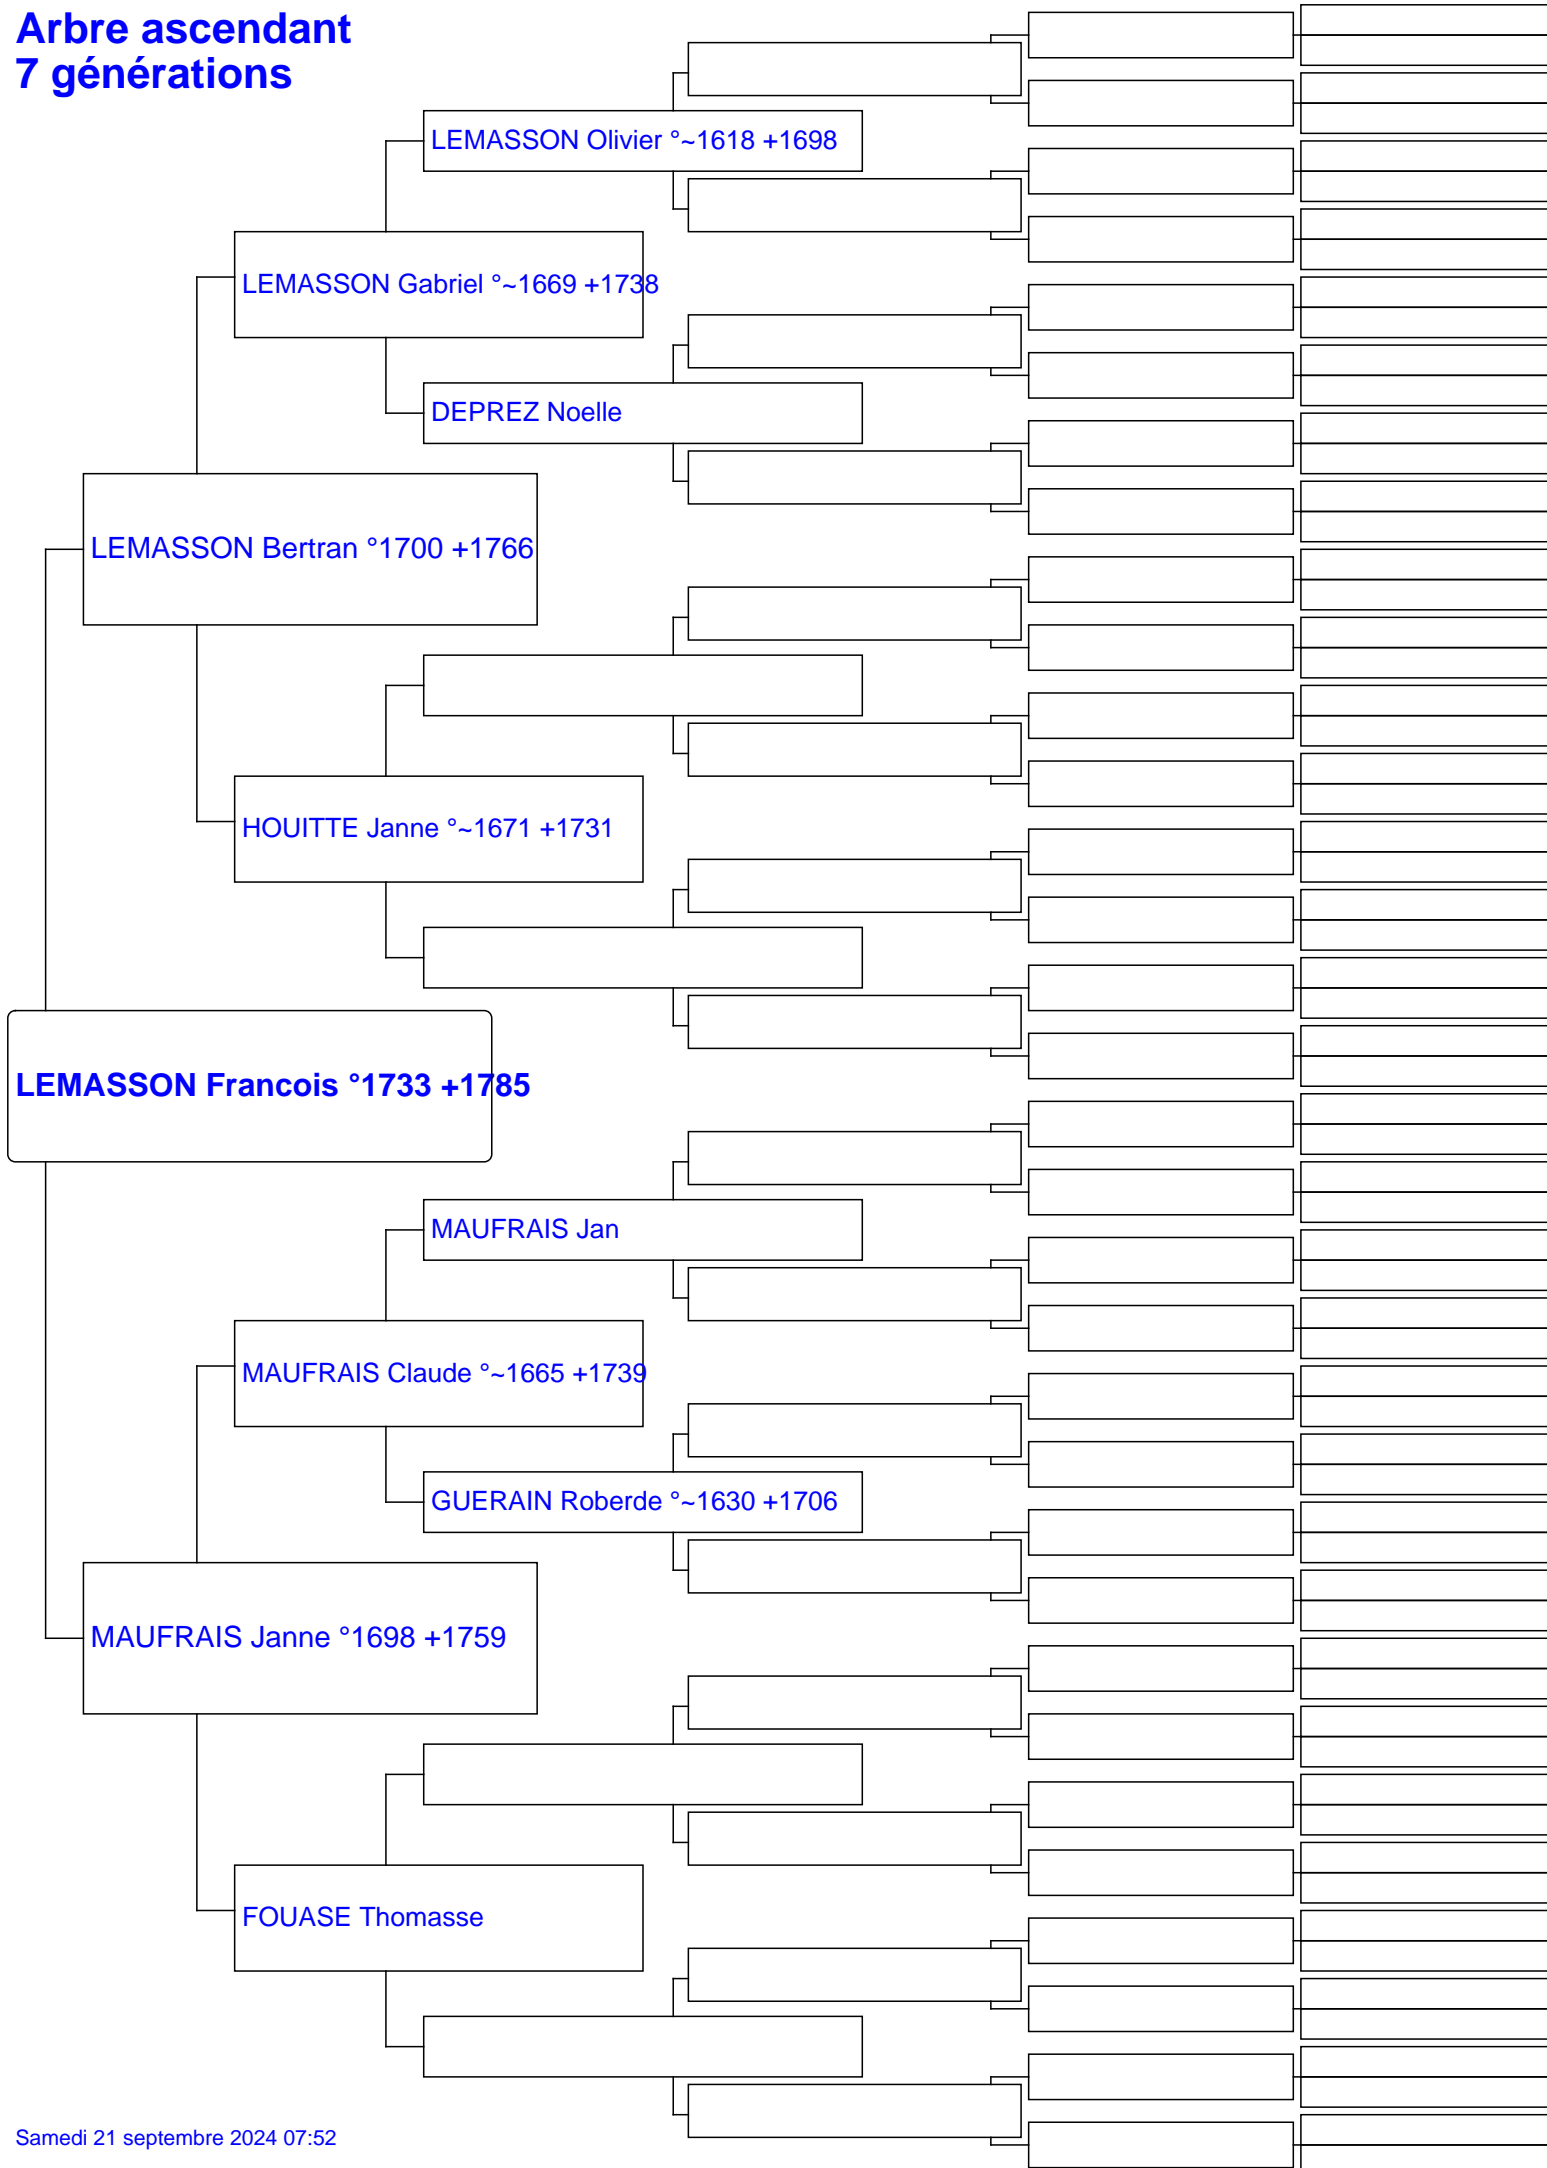 Arbre ascendant
7 générations
LEMASSON Olivier °~1618 +1698
LEMASSON Gabriel °~1669 +1738
DEPREZ Noelle
LEMASSON Bertran °1700 +1766
HOUITTE Janne °~1671 +1731
LEMASSON Francois °1733 +1785
MAUFRAIS Jan
MAUFRAIS Claude °~1665 +1739
GUERAIN Roberde °~1630 +1706
MAUFRAIS Janne °1698 +1759
FOUASE Thomasse
Samedi 21 septembre 2024 07:52